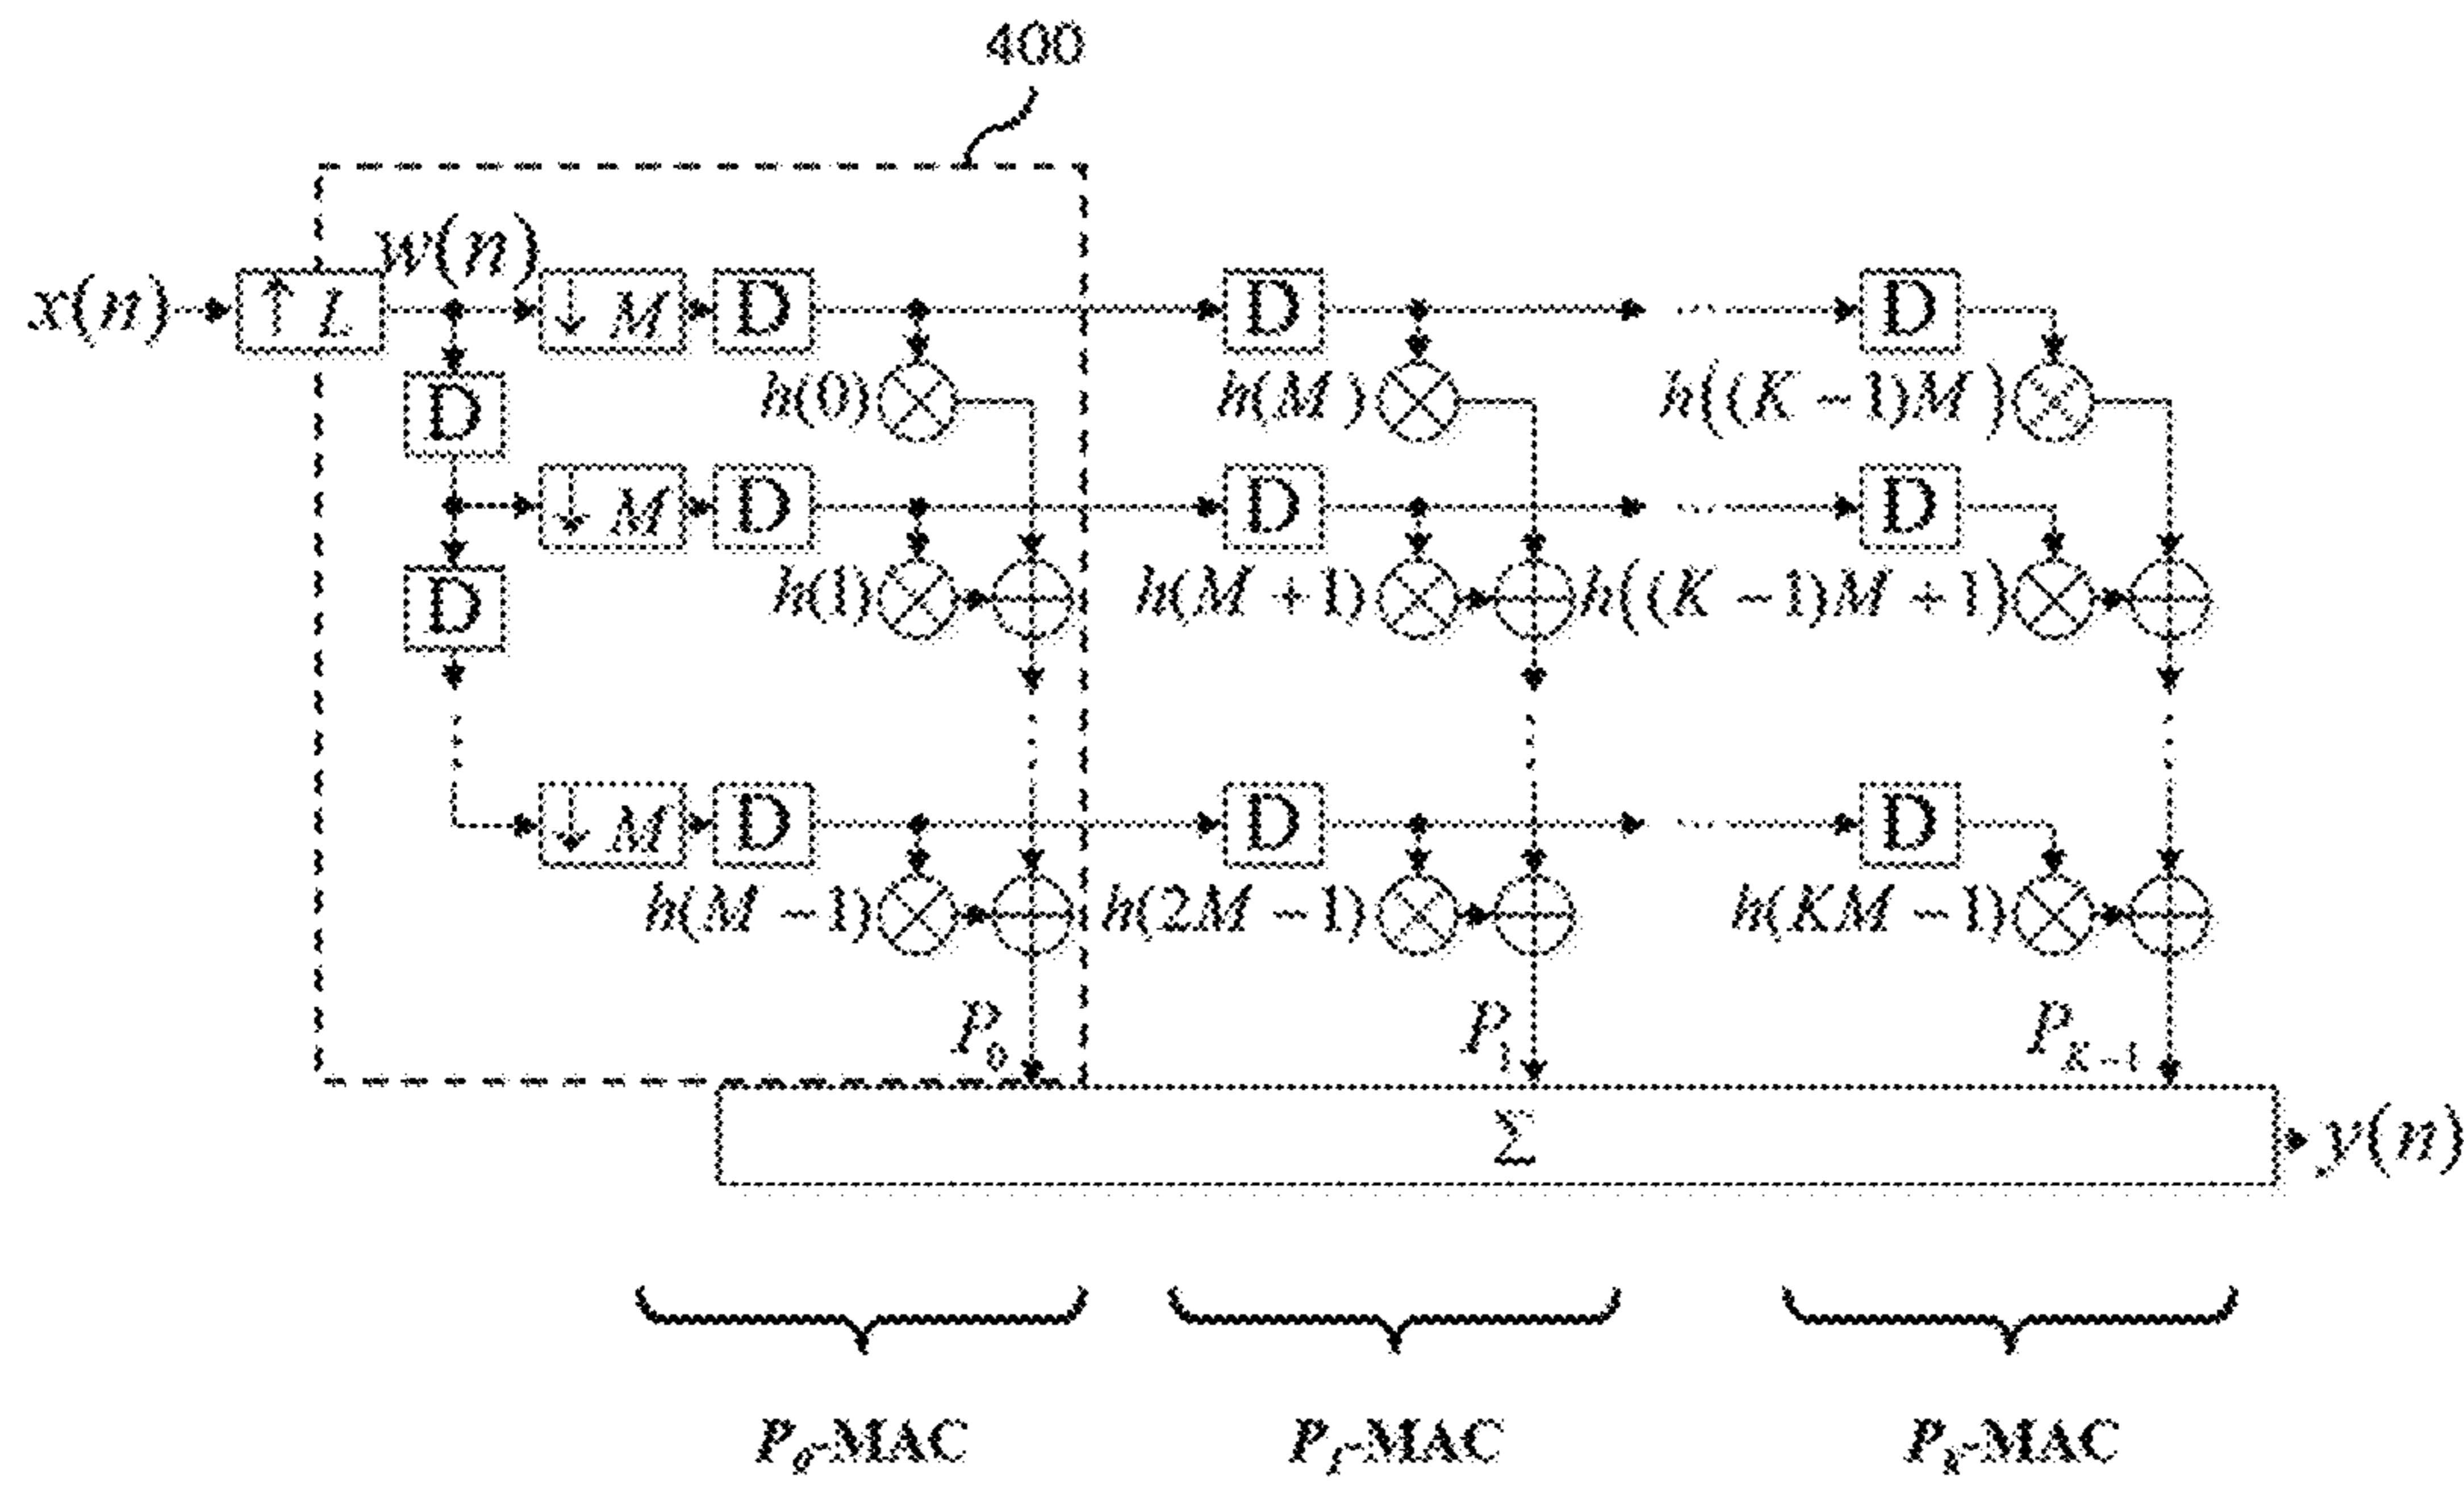 400
w(n)
x(n) ↑ L ↓ M D D ... D
D h(0) h(M) h((K − 1)M)
↓ M D D ... D
D h(1) h(M + 1) h((K − 1)M + 1)
↓ M D D ... D
h(M − 1) h(2M − 1) h(KM − 1)
P0 P1 PK−1
Σ y(n)
P0-MAC P1-MAC Pk-MAC